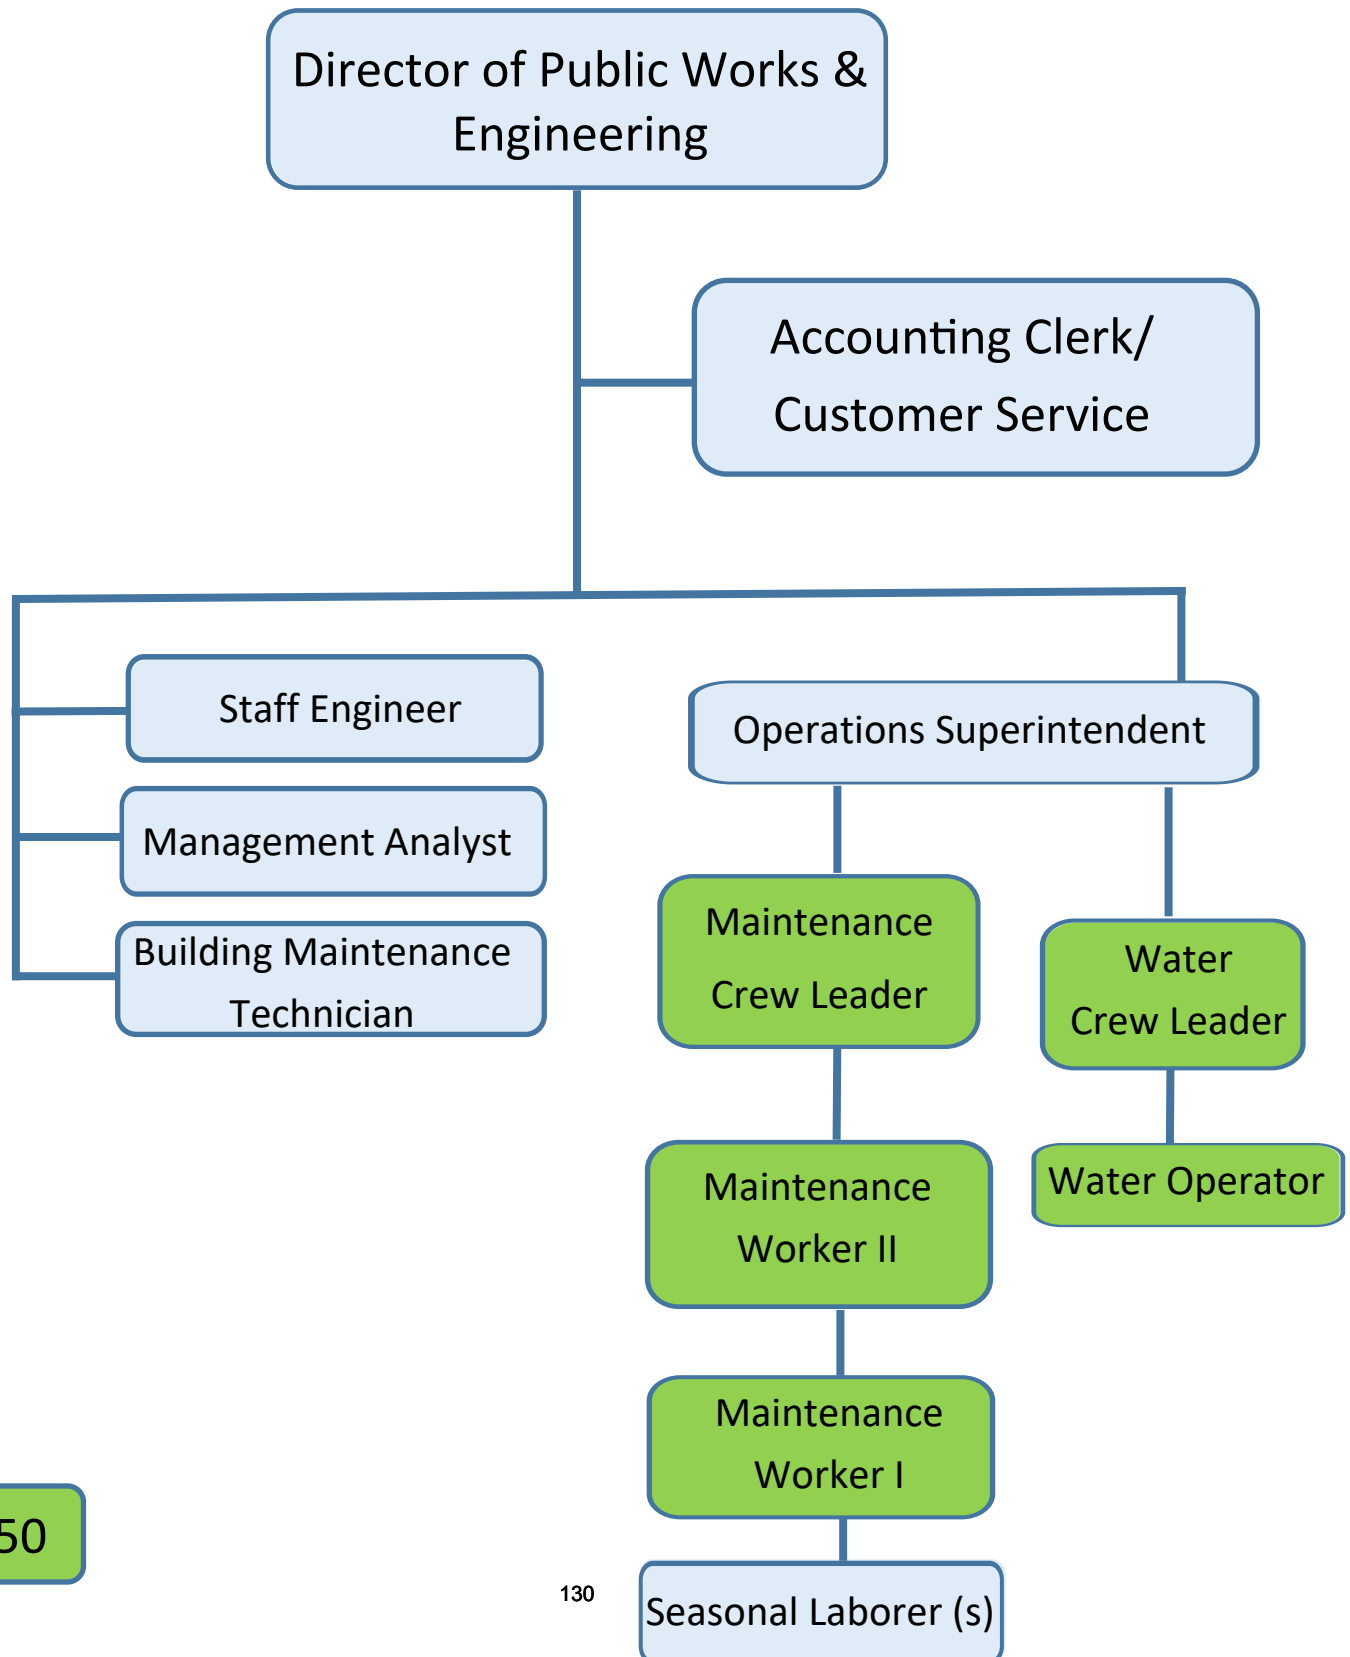 Director of Public Works &
Engineering
Accounting Clerk/
Customer Service
Staff Engineer
Management Analyst
Building Maintenance
Technician
Operations Superintendent
Maintenance
Crew Leader
Water
Crew Leader
Maintenance
Worker II
Water Operator
Maintenance
Worker I
Seasonal Laborer (s)
50
130